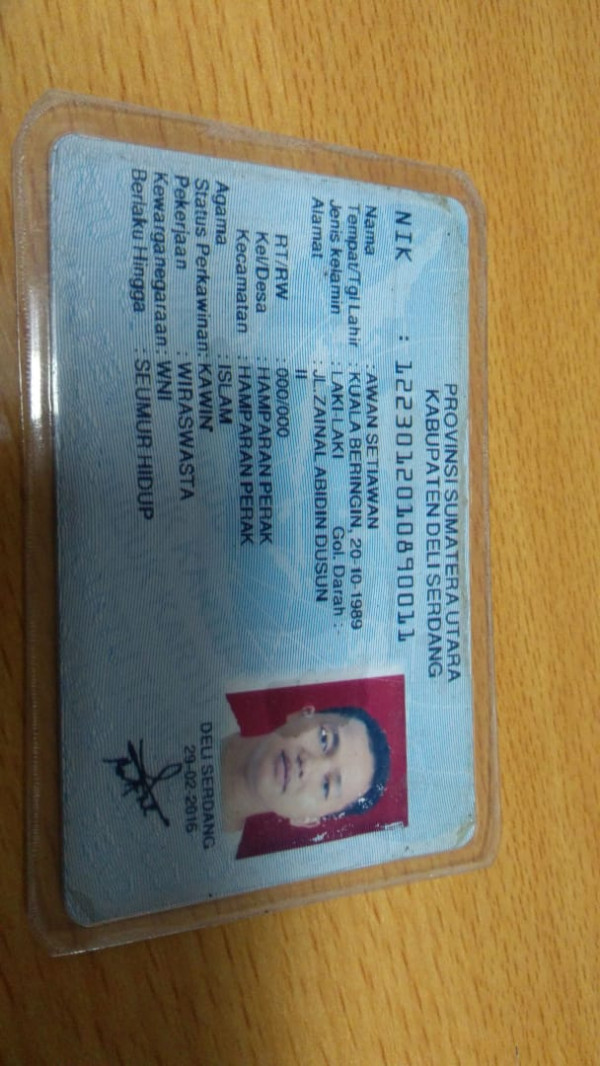 PROVINSI SUMATERA UTARA
KABUPATEN DELI SERDANG
NIK : 1223012010890011
Nama : AWAN SETIAWAN
Tempat/Tgl Lahir : KUALA BERINGIN, 20-10-1989
Jenis kelamin : LAKI-LAKI Gol. Darah : -
Alamat : JL.ZAINAL ABIDIN DUSUN
II
RT/RW : 000/000
Kel/Desa : HAMPARAN PERAK
Kecamatan : HAMPARAN PERAK
Agama : ISLAM
Status Perkawinan: KAWIN
Pekerjaan : WIRASWASTA
Kewarganegaraan: WNI
Berlaku Hingga : SEUMUR HIDUP
DELI SERDANG
29-02-2016